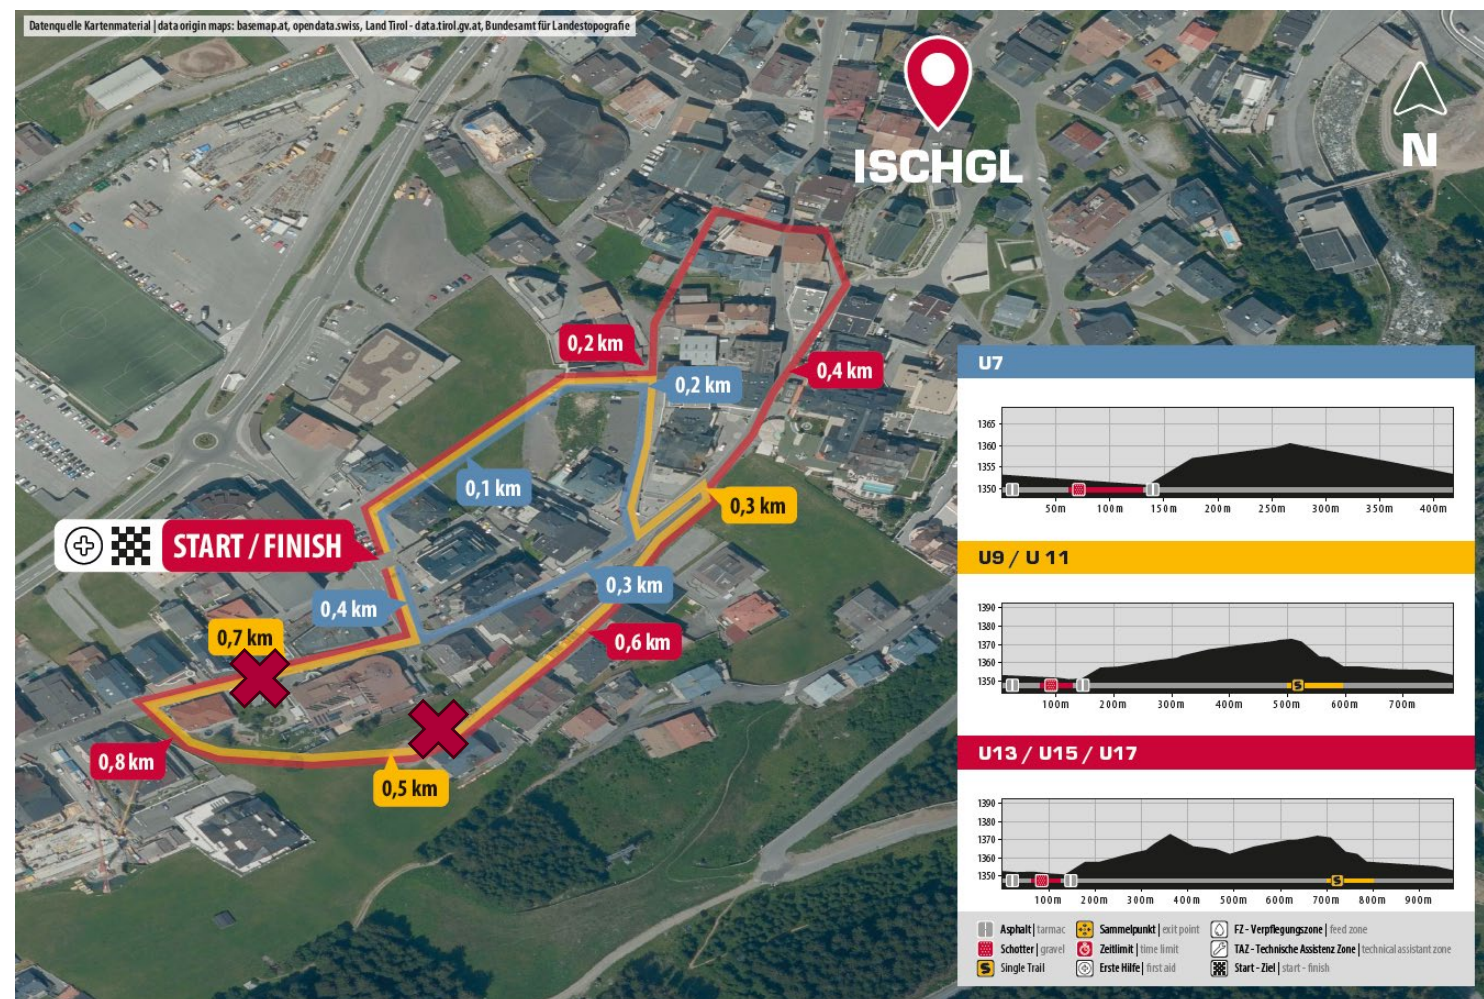 Datenquelle Kartenmaterial | data origin maps: basemap.at, opendata.swiss, Land Tirol - data.tirol.gv.at, Bundesamt für Landestopografie
ISCHGL
N
0,2 km
0,4 km
0,2 km
0,1 km
0,3 km
START / FINISH
0,3 km
0,4 km
0,7 km
0,6 km
0,8 km
0,5 km
U7
1365
1360
1355
1350
50m 100m 150m 200m 250m 300m 350m 400m
U9 / U 11
1390
1380
1370
1360
1350
S
100m 200m 300m 400m 500m 600m 700m
U13 / U15 / U17
1390
1380
1370
1360
1350
S
100m 200m 300m 400m 500m 600m 700m 800m 900m
Asphalt | tarmac Sammelpunkt | exit point FZ - Verpflegungszone | feed zone
Schotter | gravel Zeitlimit | time limit TAZ - Technische Assistenz Zone | technical assistant zone
S Single Trail Erste Hilfe | first aid Start - Ziel | start - finish